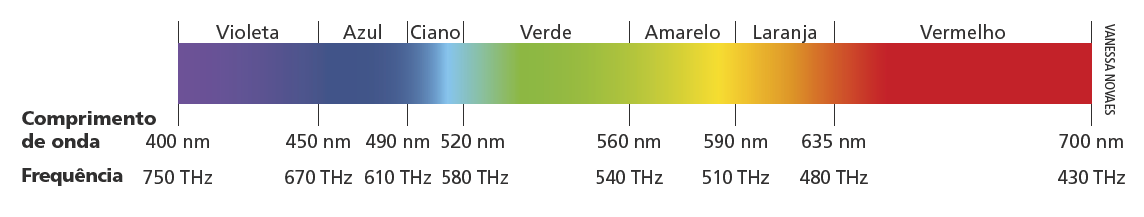 Violeta Azul Ciano Verde Amarelo Laranja Vermelho
VANESSA NOVAES
Comprimento
de onda 400 nm 450 nm 490 nm 520 nm 560 nm 590 nm 635 nm 700 nm
Frequência 750 THz 670 THz 610 THz 580 THz 540 THz 510 THz 480 THz 430 THz